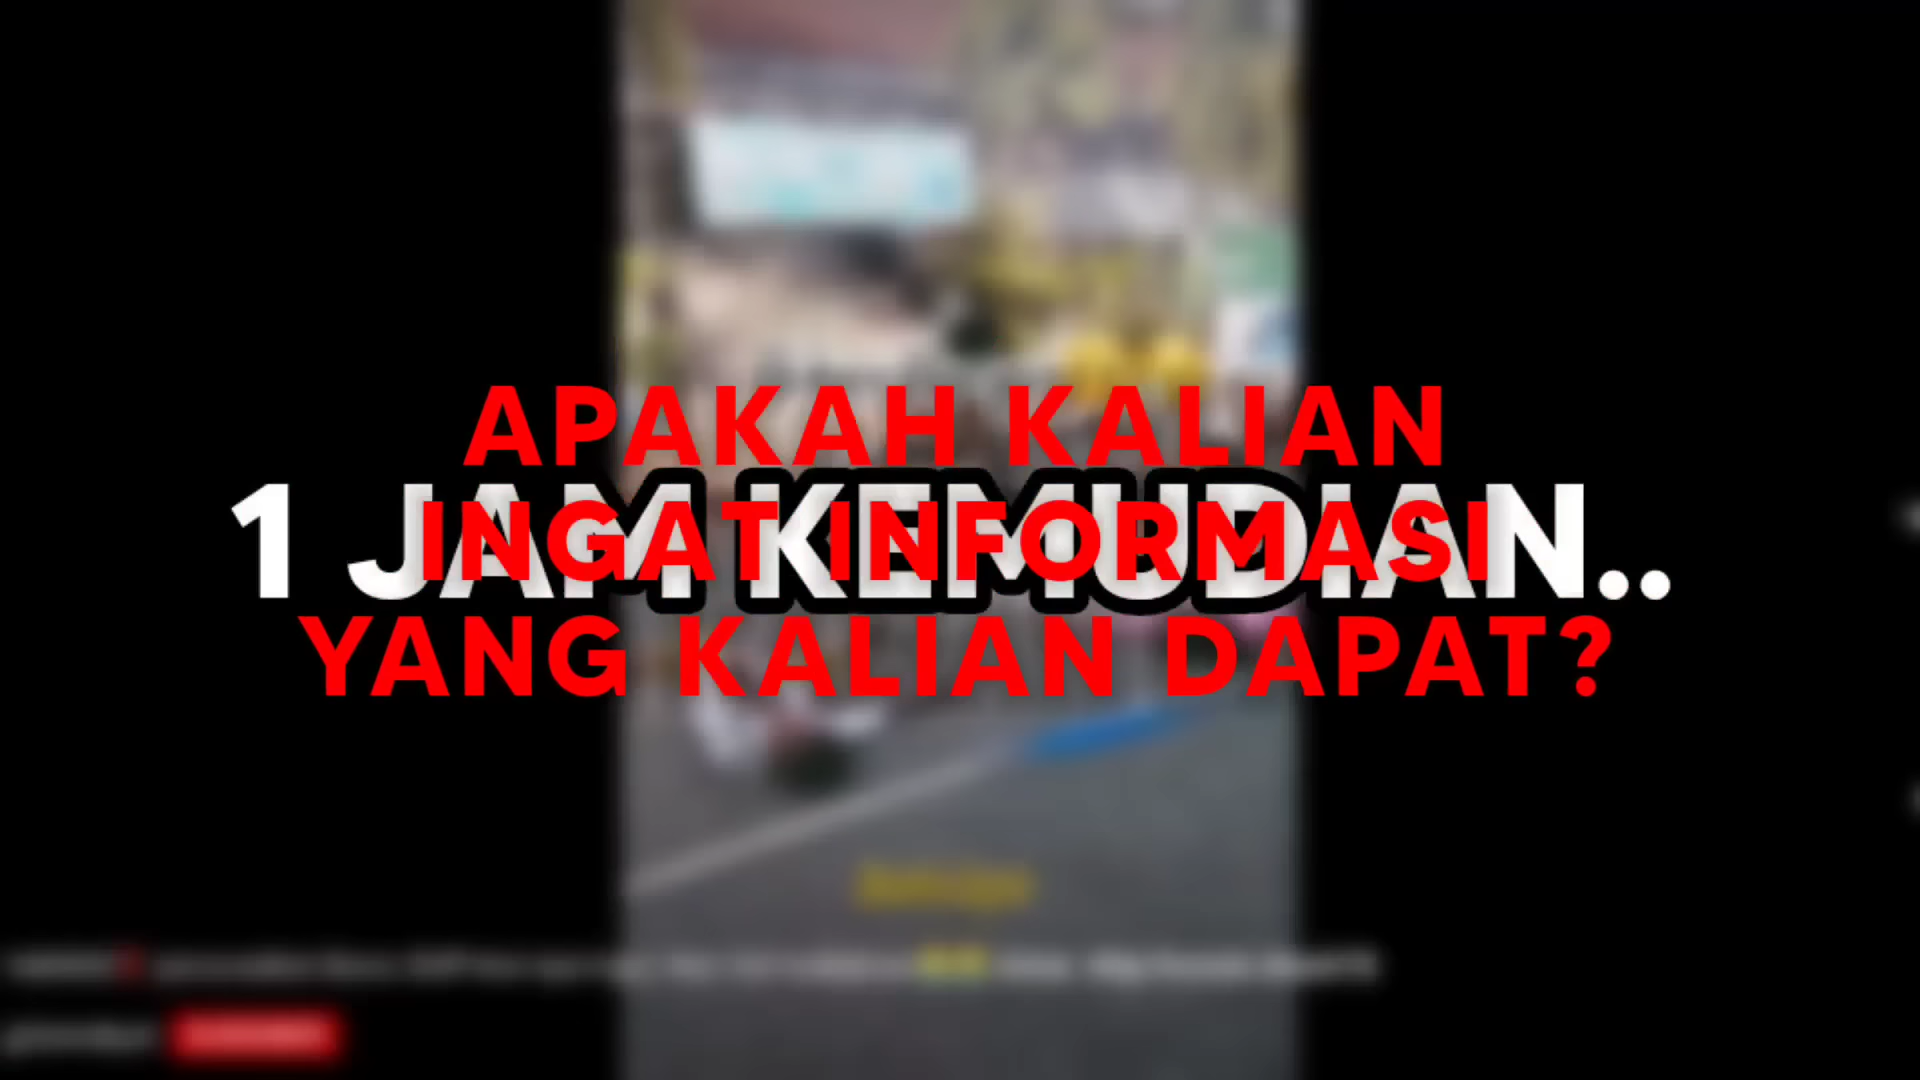 APAKAH KALIAN
1 JAM KEMUDIAN..
INGAT INFORMASI
YANG KALIAN DAPAT?